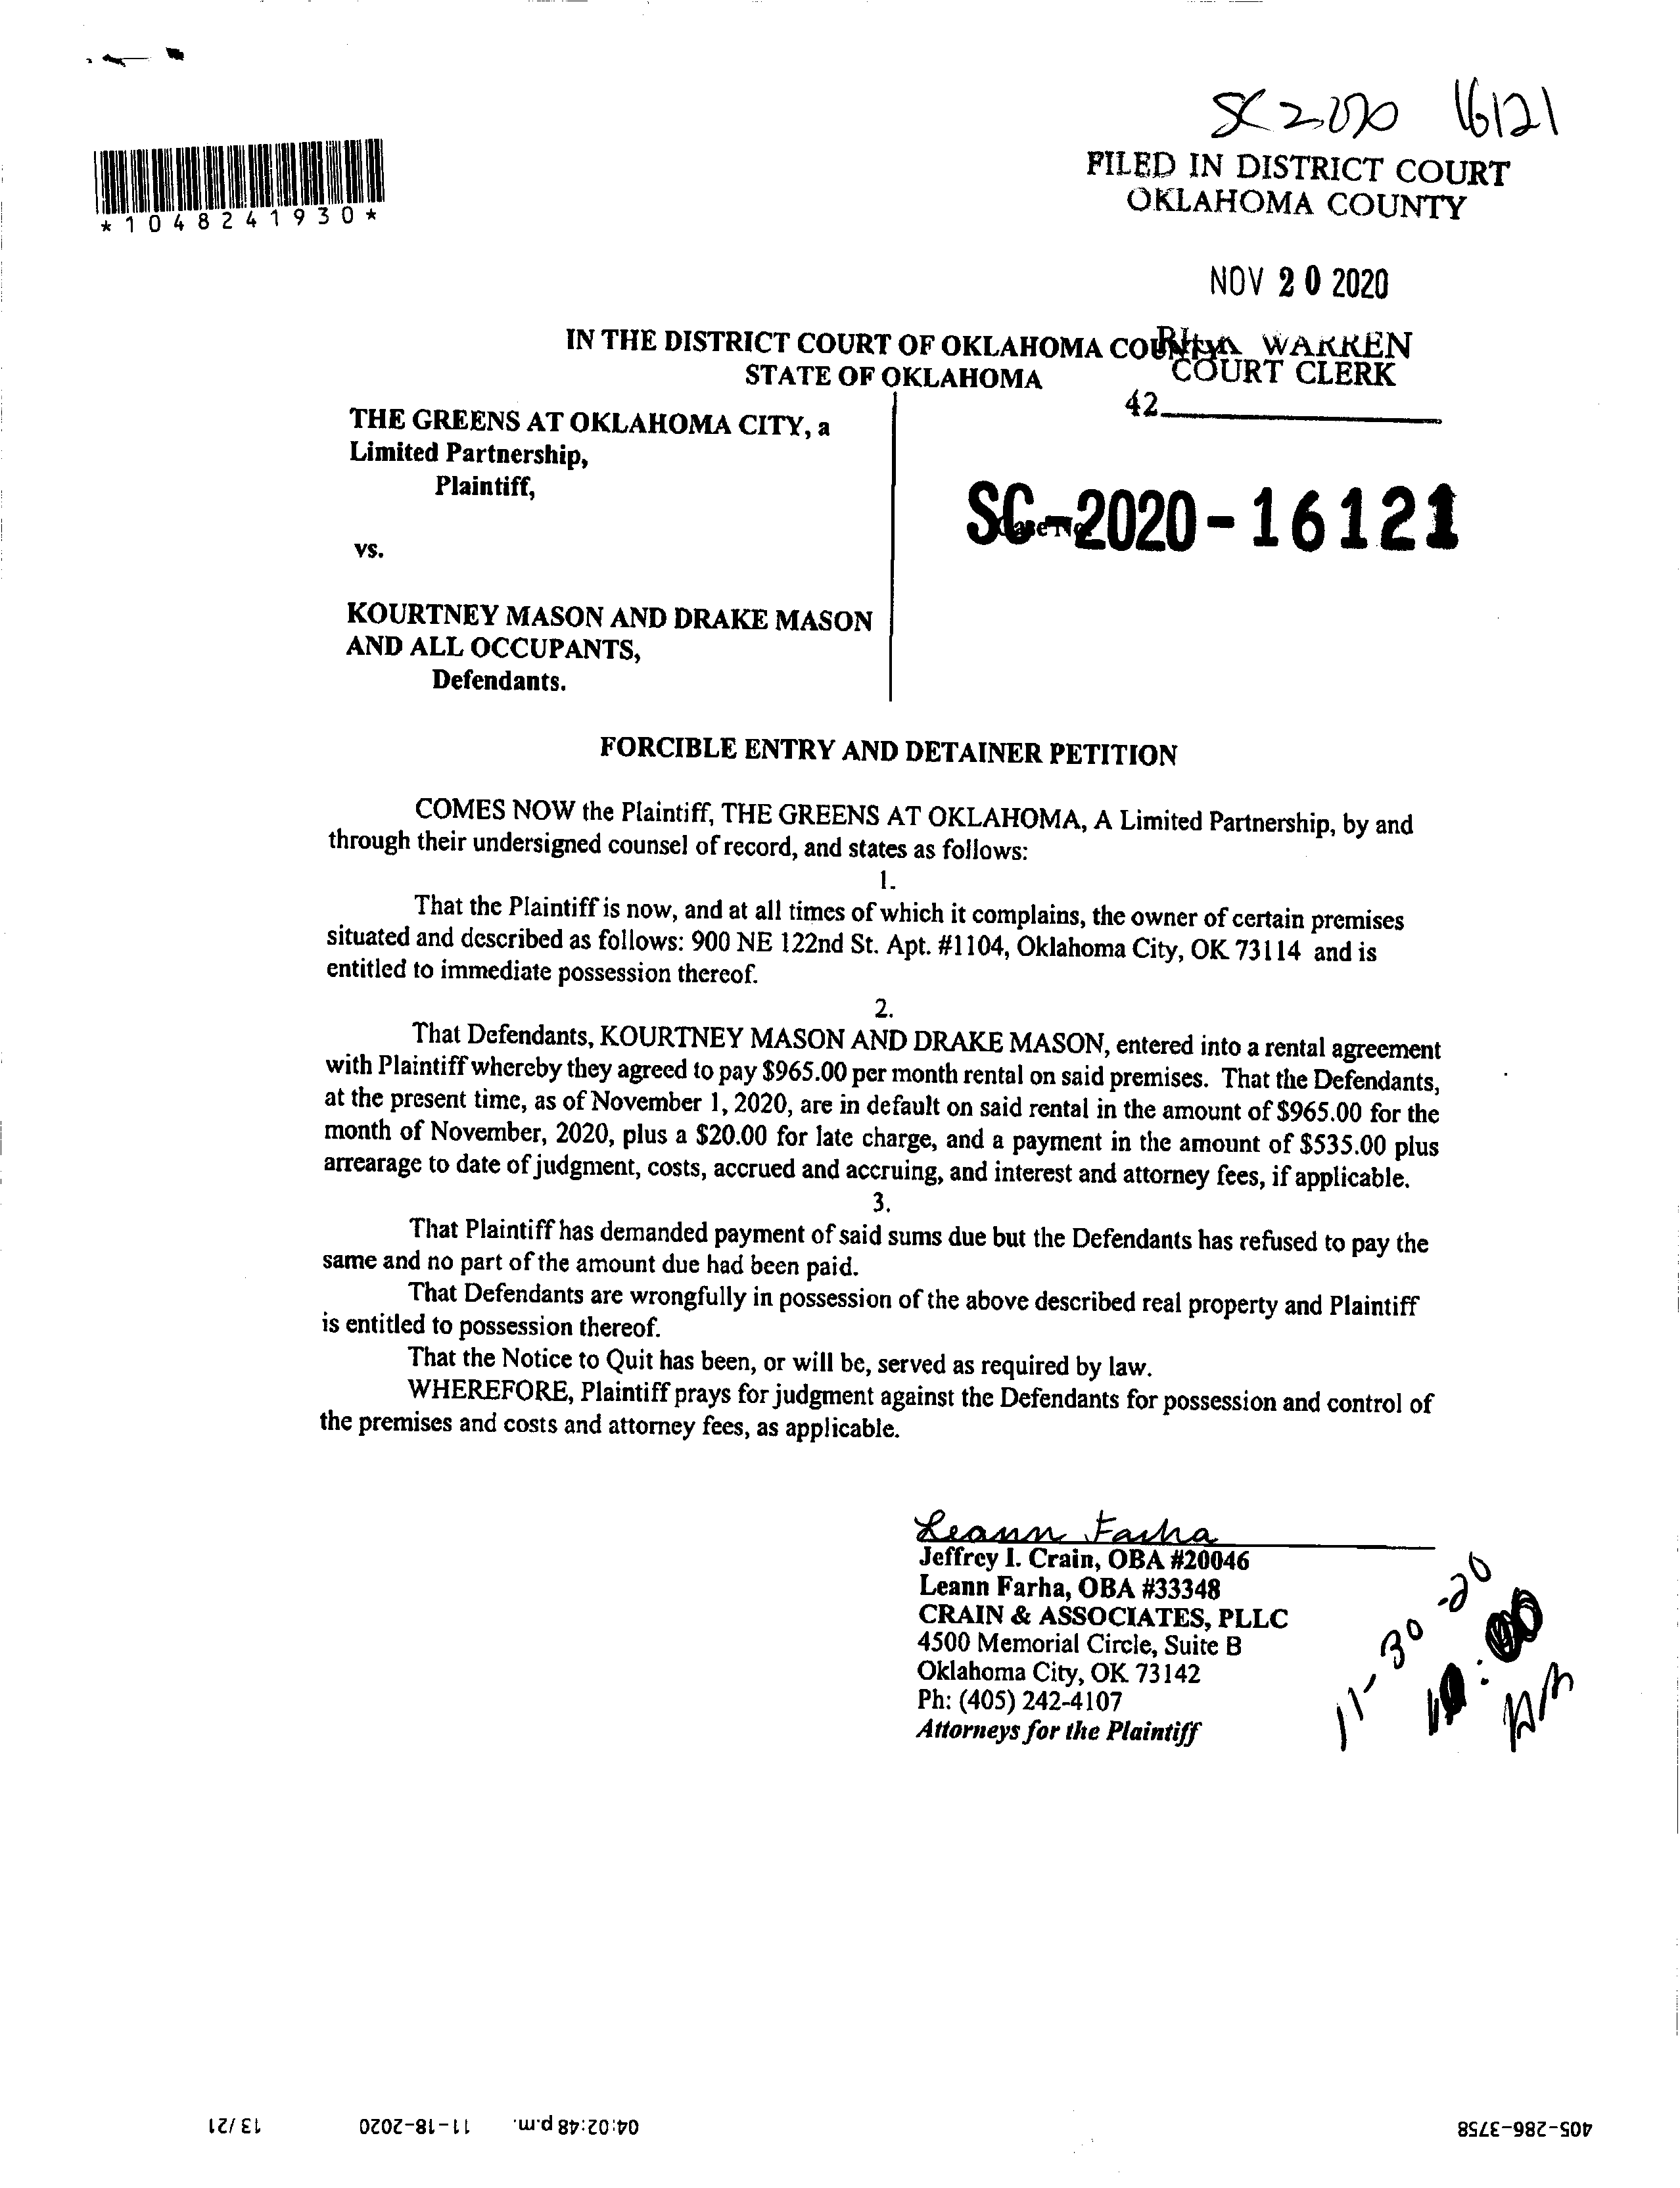 SC 2020 16121
*1048241930*
FILED IN DISTRICT COURT
OKLAHOMA COUNTY
NOV 20 2020
IN THE DISTRICT COURT OF OKLAHOMA COUNTY
STATE OF OKLAHOMA
WARREN
COURT CLERK
42
THE GREENS AT OKLAHOMA CITY, a
Limited Partnership,
Plaintiff,
SC-2020-16121
Case No
vs.
KOURTNEY MASON AND DRAKE MASON
AND ALL OCCUPANTS,
Defendants.
FORCIBLE ENTRY AND DETAINER PETITION
COMES NOW the Plaintiff, THE GREENS AT OKLAHOMA, A Limited Partnership, by and
through their undersigned counsel of record, and states as follows:
1.
That the Plaintiff is now, and at all times of which it complains, the owner of certain premises
situated and described as follows: 900 NE 122nd St. Apt. #1104, Oklahoma City, OK 73114 and is
entitled to immediate possession thereof.
2.
That Defendants, KOURTNEY MASON AND DRAKE MASON, entered into a rental agreement
with Plaintiff whereby they agreed to pay $965.00 per month rental on said premises. That the Defendants,
at the present time, as of November 1, 2020, are in default on said rental in the amount of $965.00 for the
month of November, 2020, plus a $20.00 for late charge, and a payment in the amount of $535.00 plus
arrearage to date of judgment, costs, accrued and accruing, and interest and attorney fees, if applicable.
3.
That Plaintiff has demanded payment of said sums due but the Defendants has refused to pay the
same and no part of the amount due had been paid.
That Defendants are wrongfully in possession of the above described real property and Plaintiff
is entitled to possession thereof.
That the Notice to Quit has been, or will be, served as required by law.
WHEREFORE, Plaintiff prays for judgment against the Defendants for possession and control of
the premises and costs and attorney fees, as applicable.
Leann Farha
Jeffrey I. Crain, OBA #20046
Leann Farha, OBA #33348
CRAIN & ASSOCIATES, PLLC
4500 Memorial Circle, Suite B
Oklahoma City, OK 73142
Ph: (405) 242-4107
Attorneys for the Plaintiff
11-30-20
405-286-3758
04:02:48 p.m.
11-18-2020
13/21